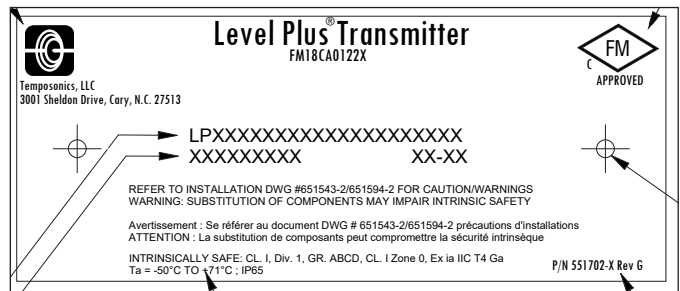 Level Plus® Transmitter
FM18CA0122X
FM
C
APPROVED
Temposonics, LLC
3001 Sheldon Drive, Cary, N.C. 27513
LPXXXXXXXXXXXXXXXXXXXX
XXXXXXXXX XX-XX
REFER TO INSTALLATION DWG #651543-2/651594-2 FOR CAUTION/WARNINGS
WARNING: SUBSTITUTION OF COMPONENTS MAY IMPAIR INTRINSIC SAFETY
Avertissement : Se référer au document DWG # 651543-2/651594-2 précautions d'installations
ATTENTION : La substitution de composants peut compromettre la sécurité intrinsèque
INTRINSICALLY SAFE: CL. I, Div. 1, GR. ABCD, CL. I Zone 0, Ex ia IIC T4 Ga
Ta = -50°C TO +71°C ; IP65
P/N 551702-X Rev G